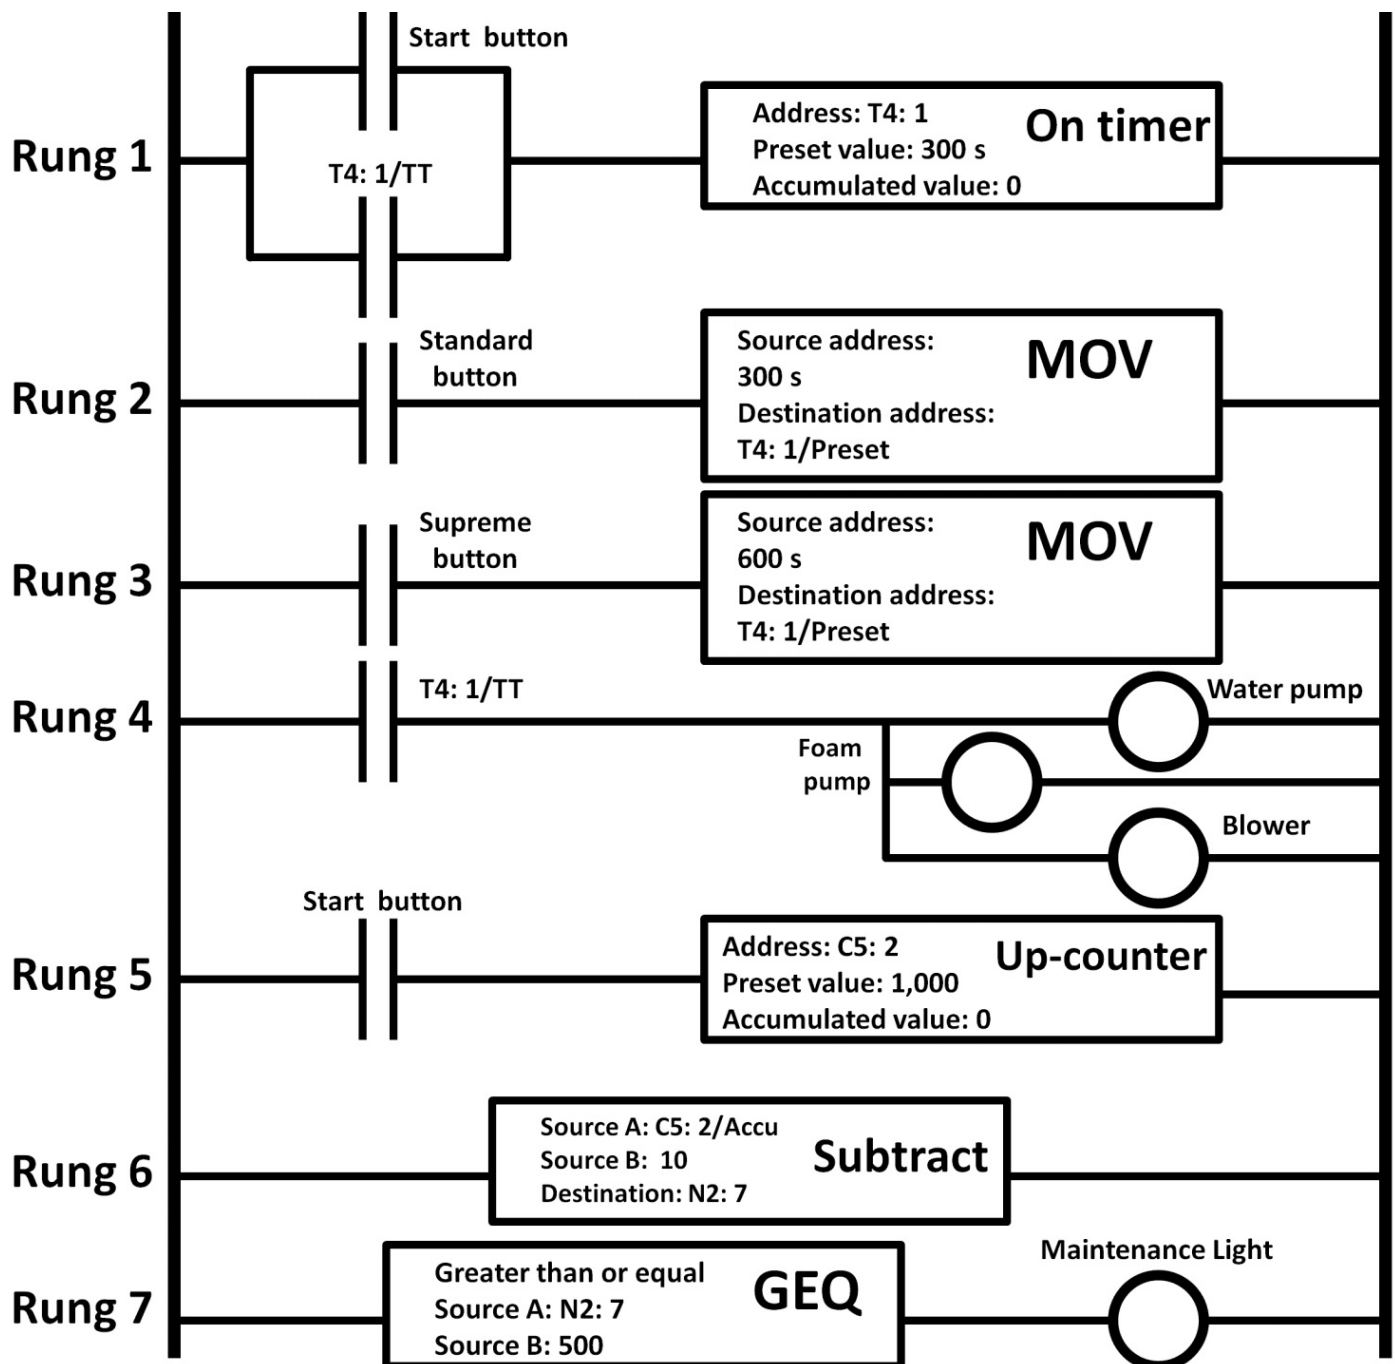 Start button
Rung 1
T4: 1/TT
Address: T4: 1
On timer
Preset value: 300 s
Accumulated value: 0
Rung 2
Standard
button
Source address:
MOV
300 s
Destination address:
T4: 1/Preset
Rung 3
Supreme
button
Source address:
MOV
600 s
Destination address:
T4: 1/Preset
Rung 4
T4: 1/TT
Water pump
Foam
pump
Blower
Start button
Rung 5
Address: C5: 2
Up-counter
Preset value: 1,000
Accumulated value: 0
Rung 6
Source A: C5: 2/Accu
Subtract
Source B: 10
Destination: N2: 7
Maintenance Light
Rung 7
Greater than or equal
GEQ
Source A: N2: 7
Source B: 500